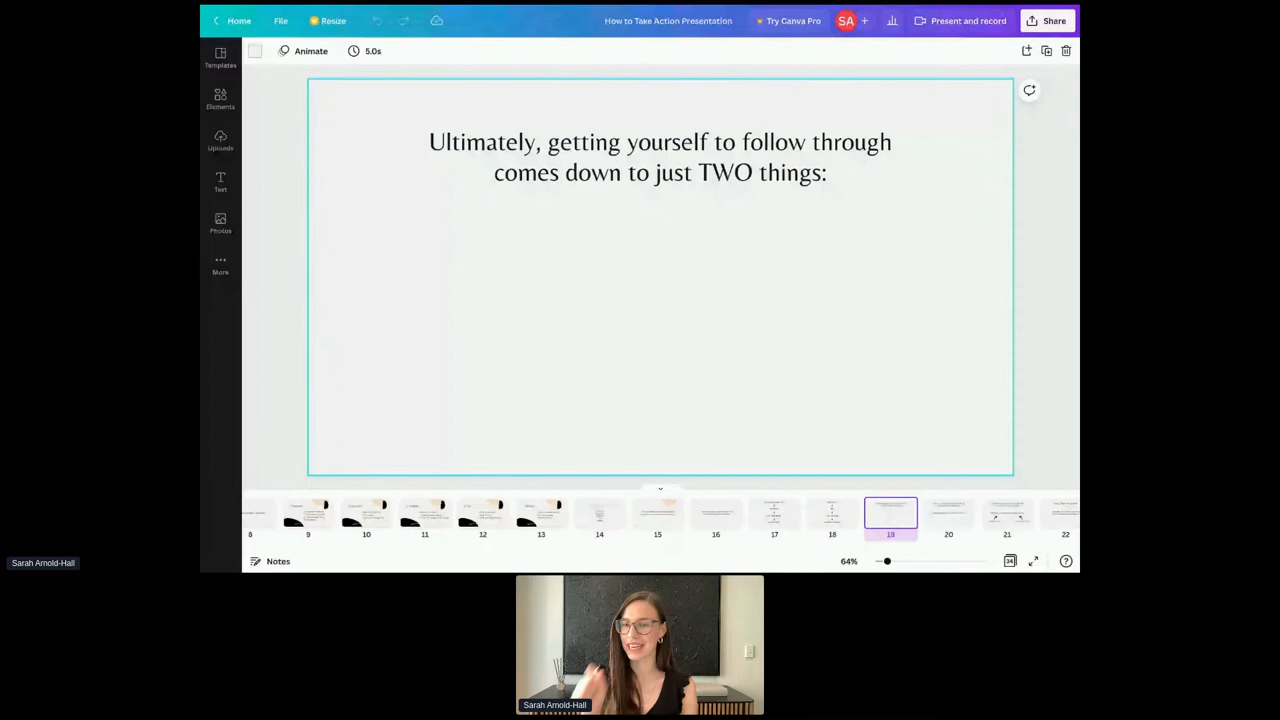 Home File Resize How to Take Action Presentation Try Canva Pro SA + Present and record Share
Animate 5.0s
Templates
Elements
Uploads
Text
Photos
More
Ultimately, getting yourself to follow through
comes down to just TWO things:
8 9 10 11 12 13 14 15 16 17 18 19 20 21 22
Notes 64% 34 ?
Sarah Arnold-Hall
Sarah Arnold-Hall